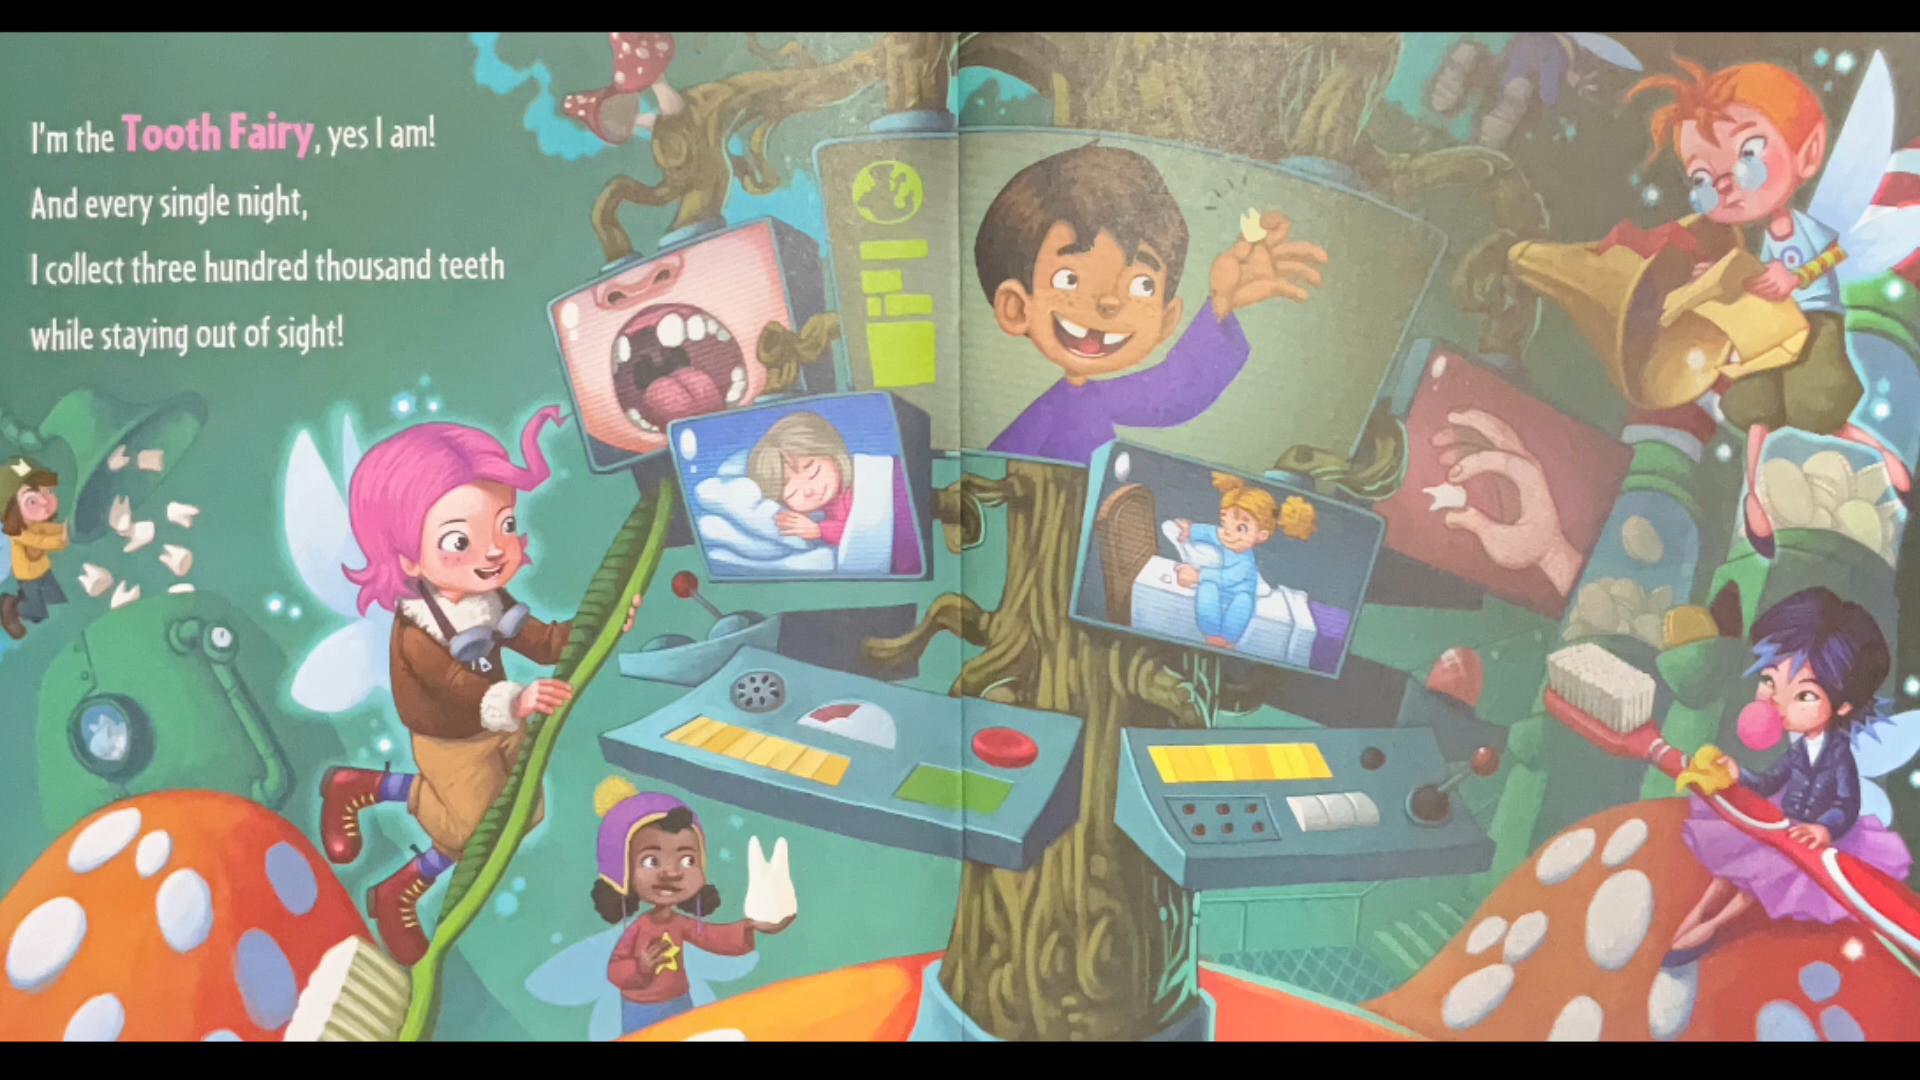 I'm the Tooth Fairy, yes I am!
And every single night,
I collect three hundred thousand teeth
while staying out of sight!